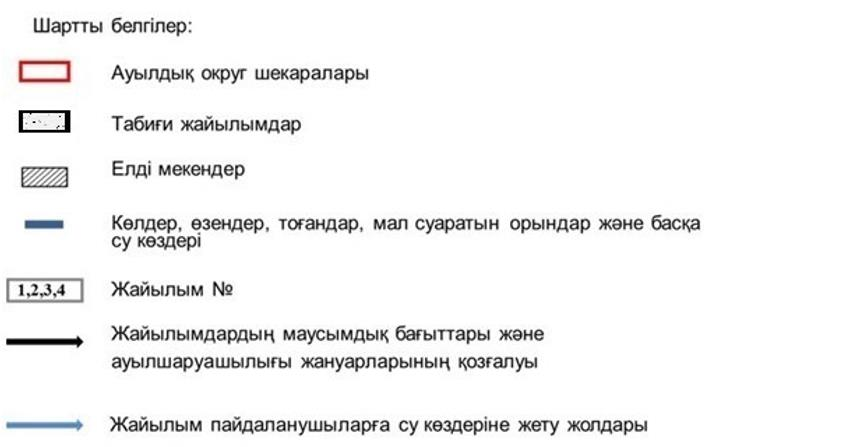 Шартты белгілер:
Ауылдық округ шекаралары
Табиғи жайылымдар
Елді мекендер
Көлдер, өзендер, тоғандар, мал суаратын орындар және басқа
су көздері
1,2,3,4 Жайылым №
Жайылымдардың маусымдық бағыттары және
ауылшаруашылығы жануарларының қозғалуы
Жайылым пайдаланушыларға су көздеріне жету жолдары